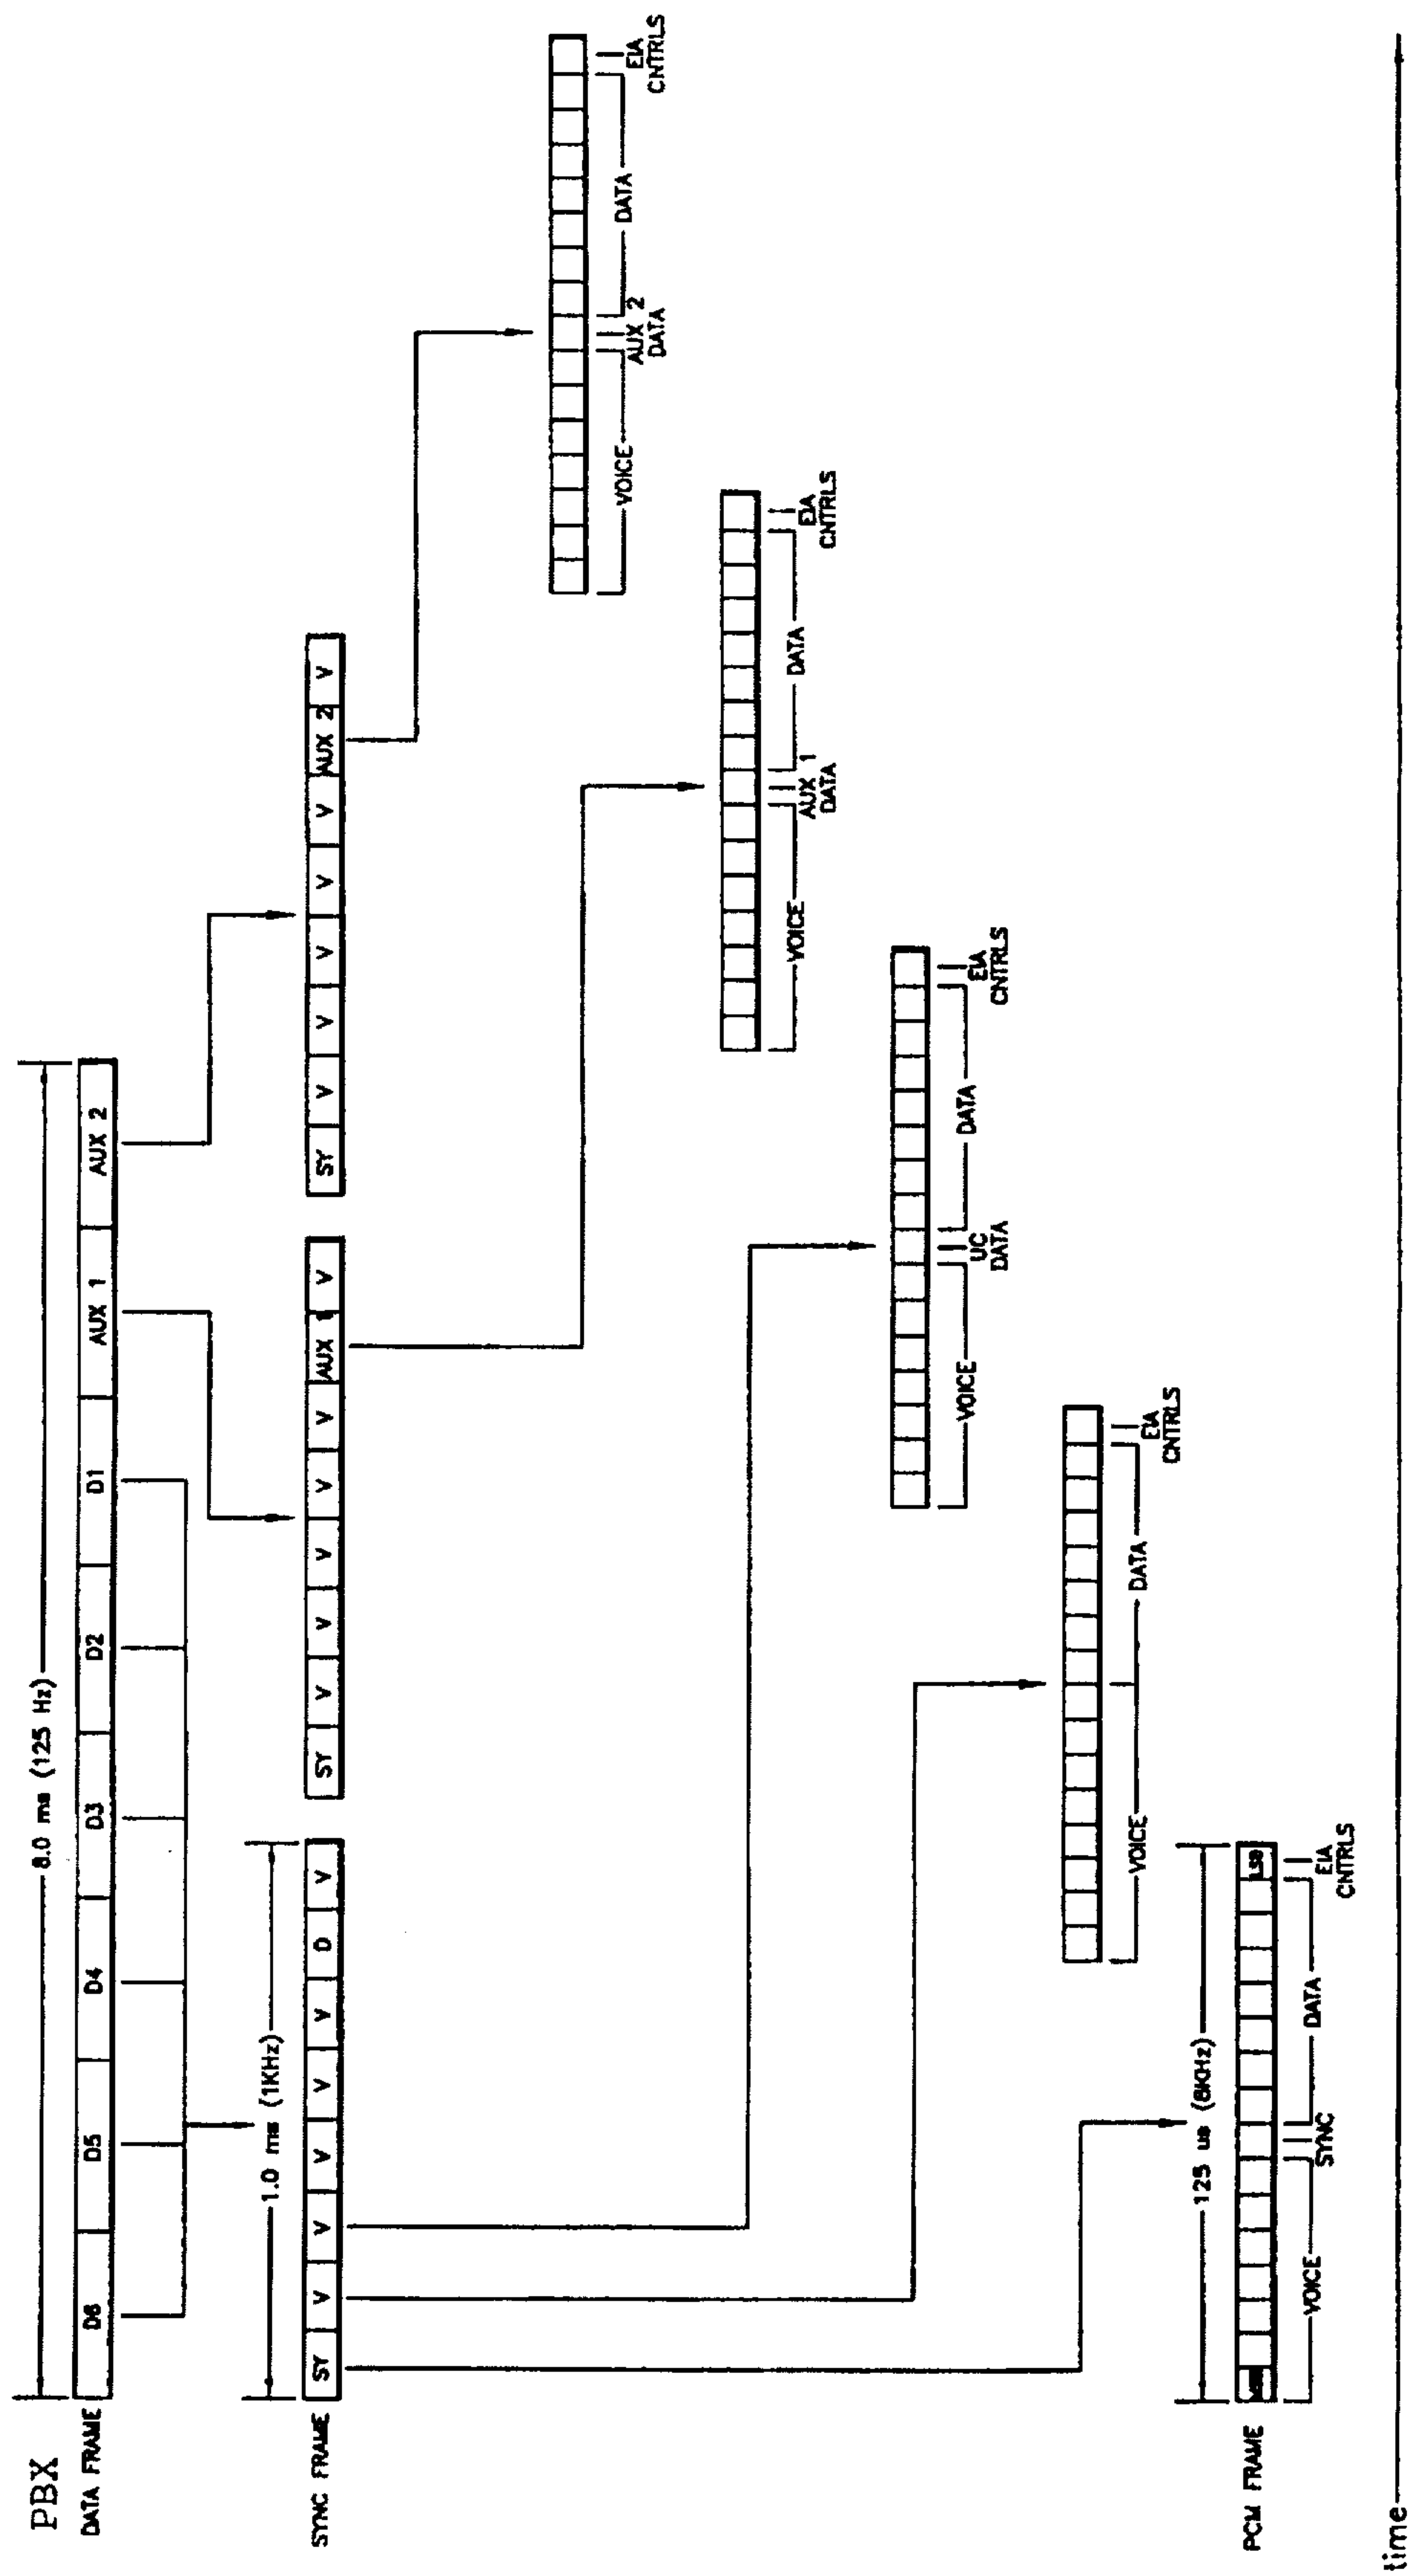 PBX
8.0 ms (125 Hz)
DATA FRAME D6 D5 D4 D3 D2 D1 AUX 1 AUX 2
1.0 ms (1KHz)
SYNC FRAME SY V V V V V D V SY V V V V V AUX 1 V SY V V V V V AUX 2 V
VOICE AUX 2 DATA DATA EIA CNTRLS
VOICE AUX 1 DATA DATA EIA CNTRLS
VOICE UC DATA DATA EIA CNTRLS
VOICE DATA EIA CNTRLS
125 us (8KHz)
PCM FRAME MSB LSB
VOICE SYNC DATA EIA CNTRLS
time